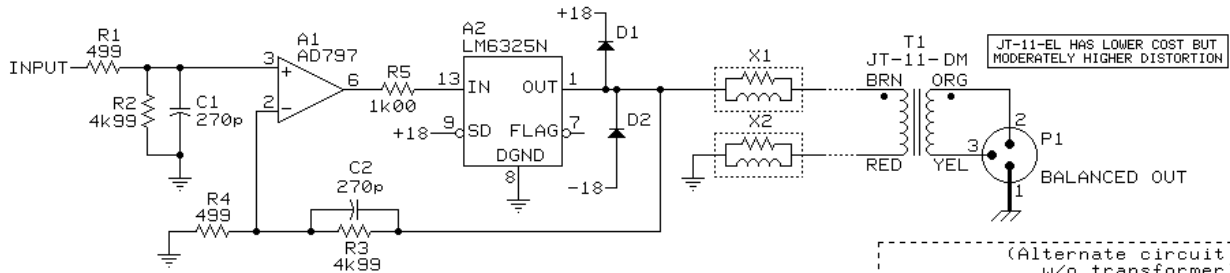 +18
R1
499
A1
AD797
A2
LM6325N
D1
T1
JT-11-DM
JT-11-EL HAS LOWER COST BUT
MODERATELY HIGHER DISTORTION
INPUT
3
+
6
R5
1k00
13
IN
OUT
1
X1
BRN
ORG
2
−
R2
4k99
C1
270p
+18
9
SD
FLAG
7
D2
X2
2
3
P1
DGND
8
−18
RED
YEL
1
BALANCED OUT
C2
270p
R4
499
R3
4k99
(Alternate circuit
w/o transformer